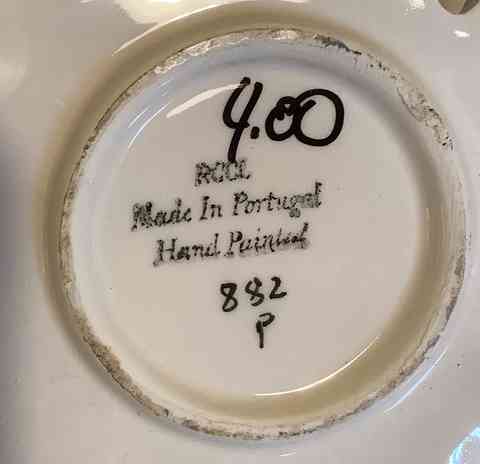 4.00
RCCL
Made In Portugal
Hand Painted
882
P